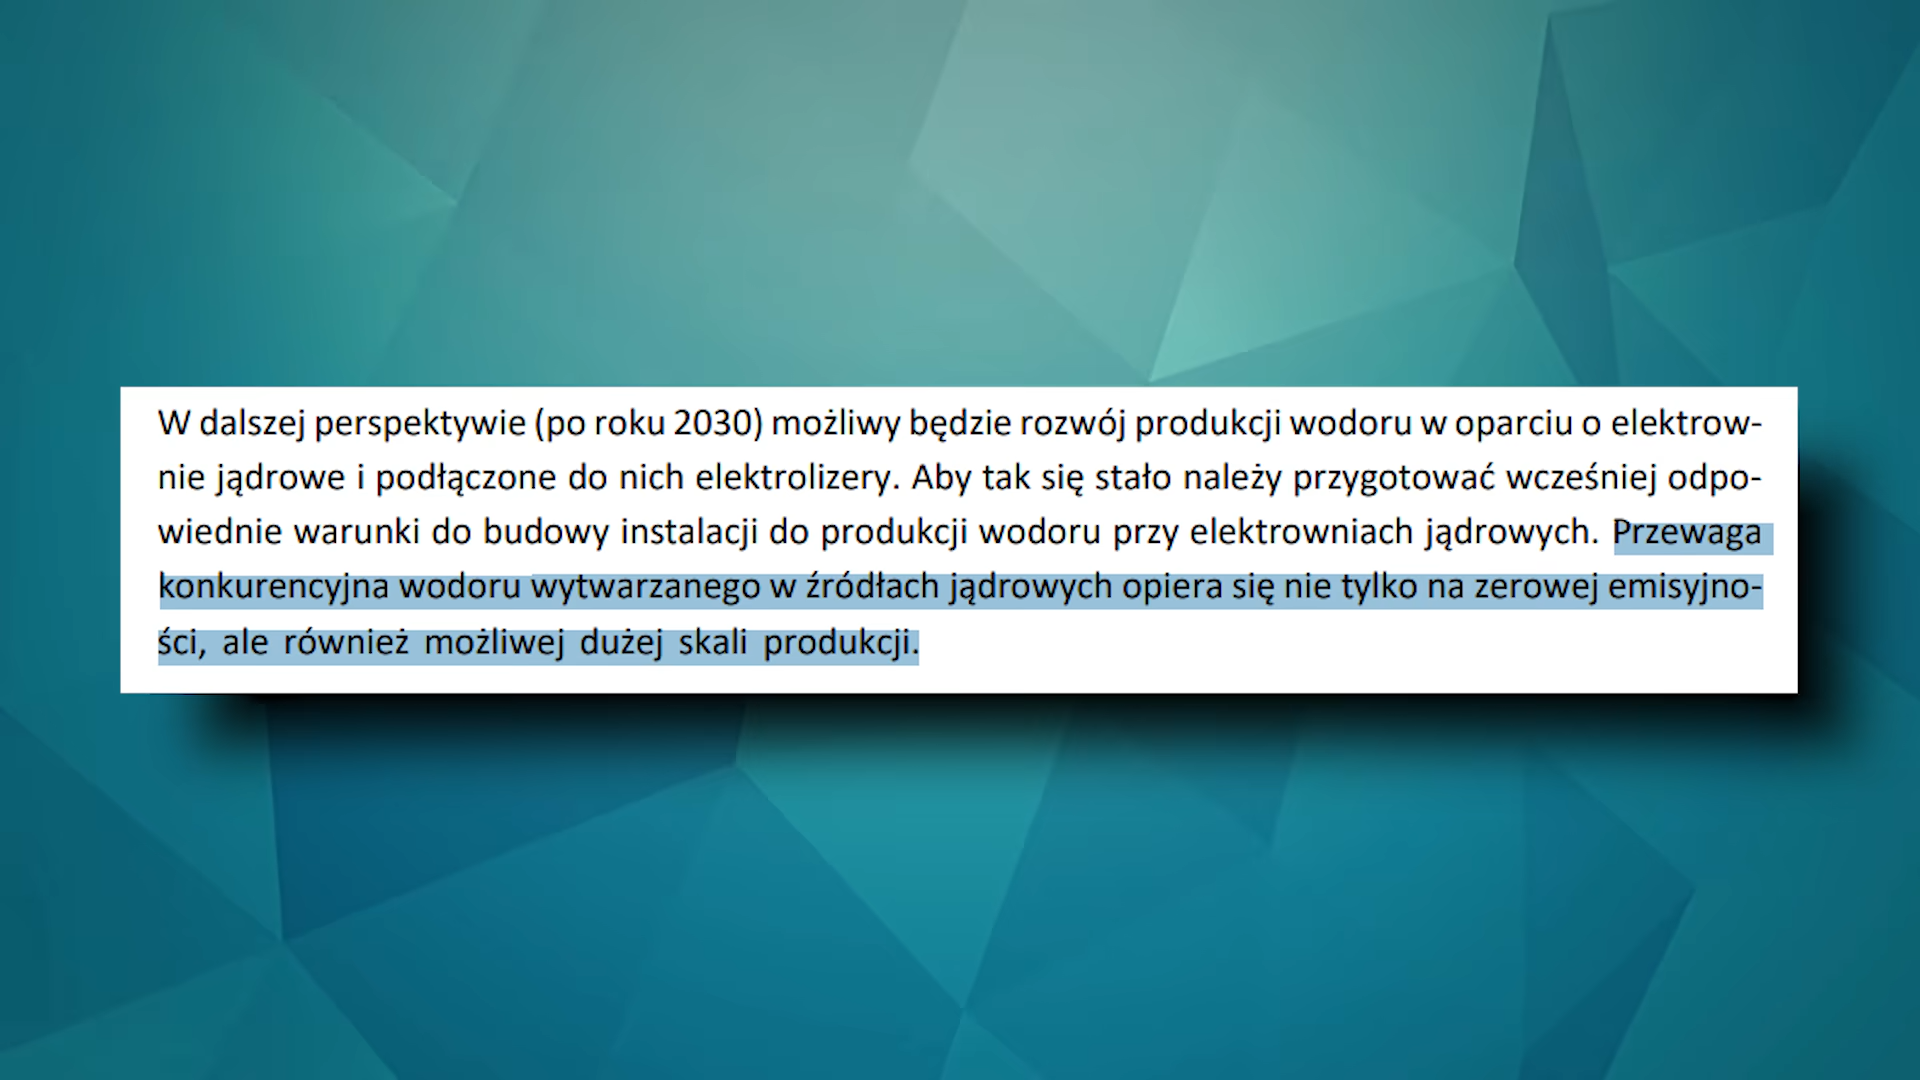 W dalszej perspektywie (po roku 2030) możliwy będzie rozwój produkcji wodoru w oparciu o elektrow-
nie jądrowe i podłączone do nich elektrolizery. Aby tak się stało należy przygotować wcześniej odpo-
wiednie warunki do budowy instalacji do produkcji wodoru przy elektrowniach jądrowych. Przewaga
konkurencyjna wodoru wytwarzanego w źródłach jądrowych opiera się nie tylko na zerowej emisyjno-
ści, ale również możliwej dużej skali produkcji.